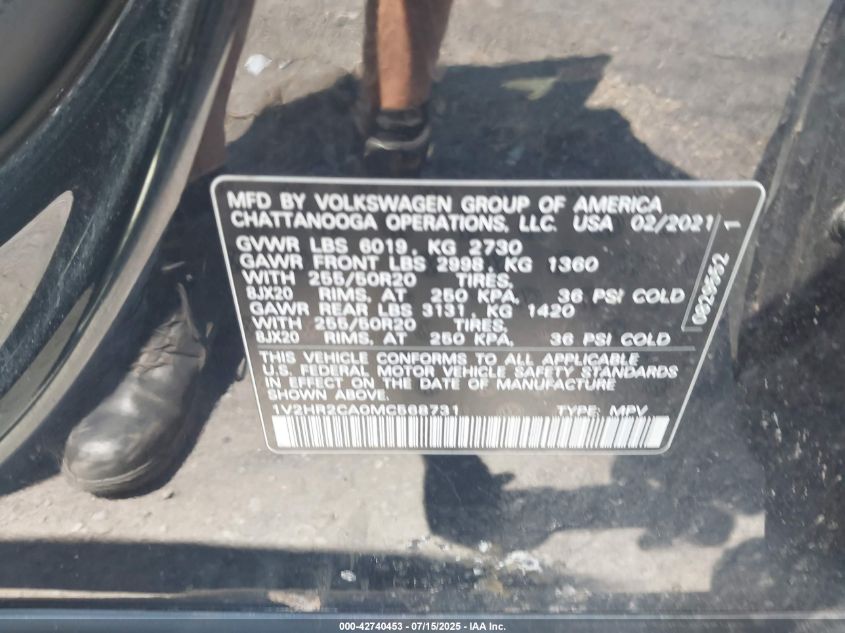 MFD BY VOLKSWAGEN GROUP OF AMERICA
CHATTANOOGA OPERATIONS, LLC. USA 02/2021 1
GVWR LBS 6019, KG 2730
GAWR FRONT LBS 2998, KG 1360
WITH 255/50R20 TIRES,
8JX20 RIMS, AT 250 KPA, 36 PSI COLD
GAWR REAR LBS 3131, KG 1420
WITH 255/50R20 TIRES,
8JX20 RIMS, AT 250 KPA, 36 PSI COLD
THIS VEHICLE CONFORMS TO ALL APPLICABLE
U.S. FEDERAL MOTOR VEHICLE SAFETY STANDARDS
IN EFFECT ON THE DATE OF MANUFACTURE
SHOWN ABOVE.
1V2HR2CA0MC568731 TYPE: MPV
000-42740453 - 07/15/2025 - IAA Inc.